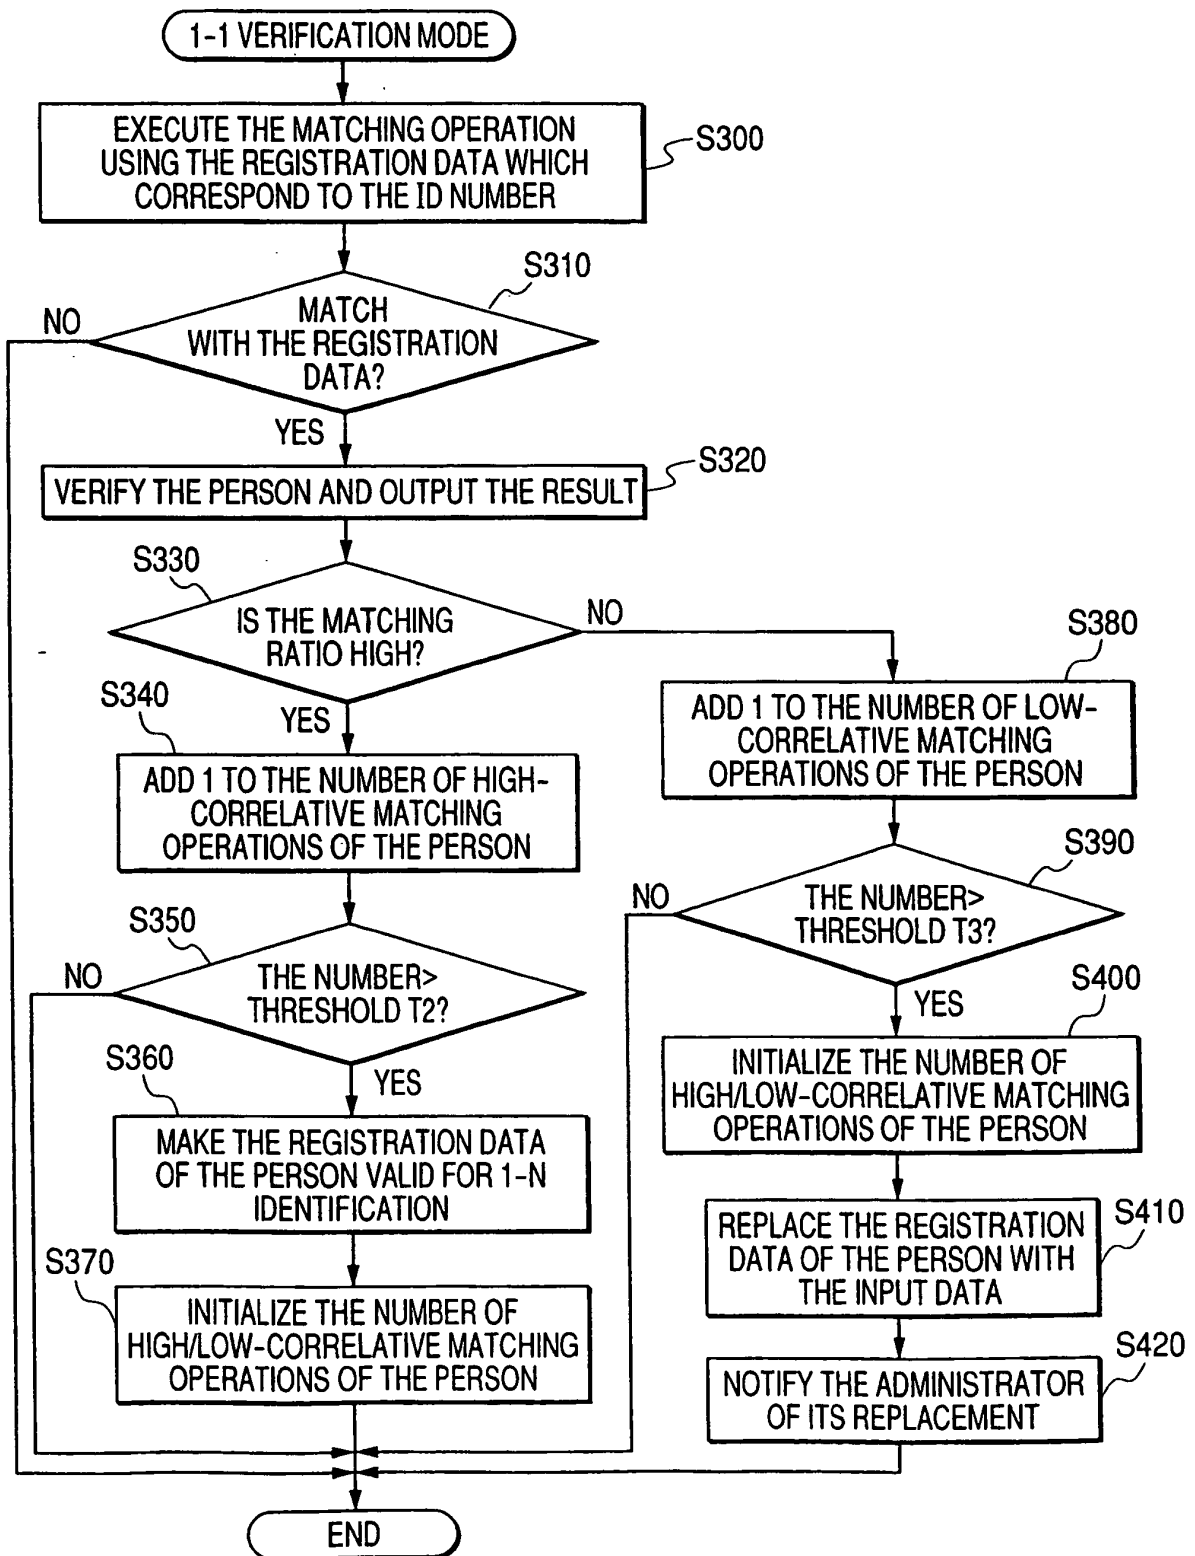 1-1 VERIFICATION MODE
EXECUTE THE MATCHING OPERATION
USING THE REGISTRATION DATA WHICH
CORRESPOND TO THE ID NUMBER
S300
S310
MATCH
WITH THE REGISTRATION
DATA?
NO
YES
S320
VERIFY THE PERSON AND OUTPUT THE RESULT
S330
IS THE MATCHING
RATIO HIGH?
NO
YES
S340
ADD 1 TO THE NUMBER OF HIGH-
CORRELATIVE MATCHING
OPERATIONS OF THE PERSON
S350
THE NUMBER>
THRESHOLD T2?
NO
YES
S360
MAKE THE REGISTRATION DATA
OF THE PERSON VALID FOR 1-N
IDENTIFICATION
S370
INITIALIZE THE NUMBER OF
HIGH/LOW-CORRELATIVE MATCHING
OPERATIONS OF THE PERSON
S380
ADD 1 TO THE NUMBER OF LOW-
CORRELATIVE MATCHING
OPERATIONS OF THE PERSON
S390
THE NUMBER>
THRESHOLD T3?
NO
YES
S400
INITIALIZE THE NUMBER OF
HIGH/LOW-CORRELATIVE MATCHING
OPERATIONS OF THE PERSON
S410
REPLACE THE REGISTRATION
DATA OF THE PERSON WITH
THE INPUT DATA
S420
NOTIFY THE ADMINISTRATOR
OF ITS REPLACEMENT
END